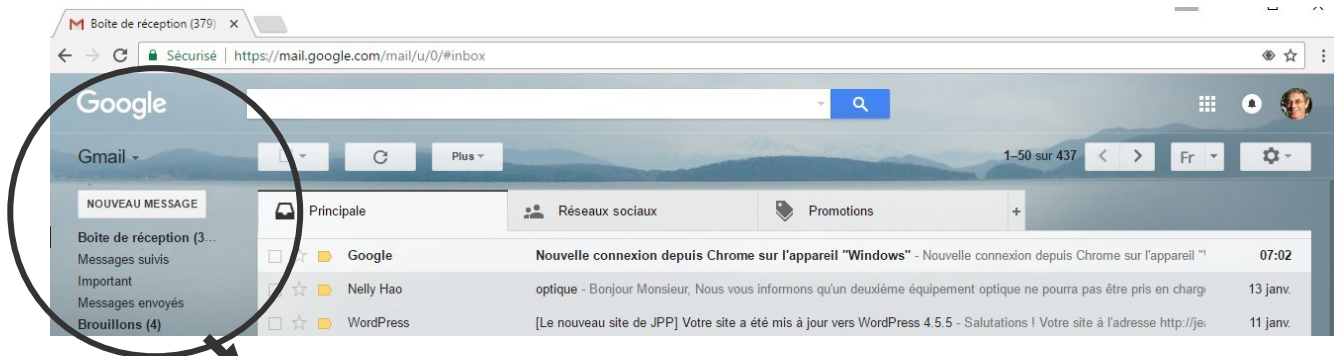 Boîte de réception (379)
Sécurisé https://mail.google.com/mail/u/0/#inbox
Google
Gmail Plus 1–50 sur 437 Fr
NOUVEAU MESSAGE Principale Réseaux sociaux Promotions +
Boîte de réception (3...
Messages suivis Google Nouvelle connexion depuis Chrome sur l'appareil "Windows" - Nouvelle connexion depuis Chrome sur l'appareil " 07:02
Important
Nelly Hao optique - Bonjour Monsieur, Nous vous informons qu'un deuxième équipement optique ne pourra pas être pris en charg 13 janv.
Messages envoyés
Brouillons (4) WordPress [Le nouveau site de JPP] Votre site a été mis à jour vers WordPress 4.5.5 - Salutations ! Votre site à l'adresse http://je 11 janv.